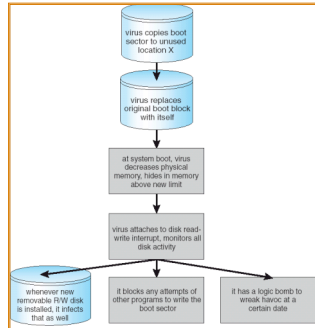 virus copies boot
sector to unused
location X
virus replaces
original boot block
with itself
at system boot, virus
decreases physical
memory, hides in memory
above new limit
virus attaches to disk read-
write interrupt, monitors all
disk activity
whenever new
removable R/W disk
is installed, it infects
that as well
it blocks any attempts of
other programs to write the
boot sector
it has a logic bomb to
wreak havoc at a
certain date